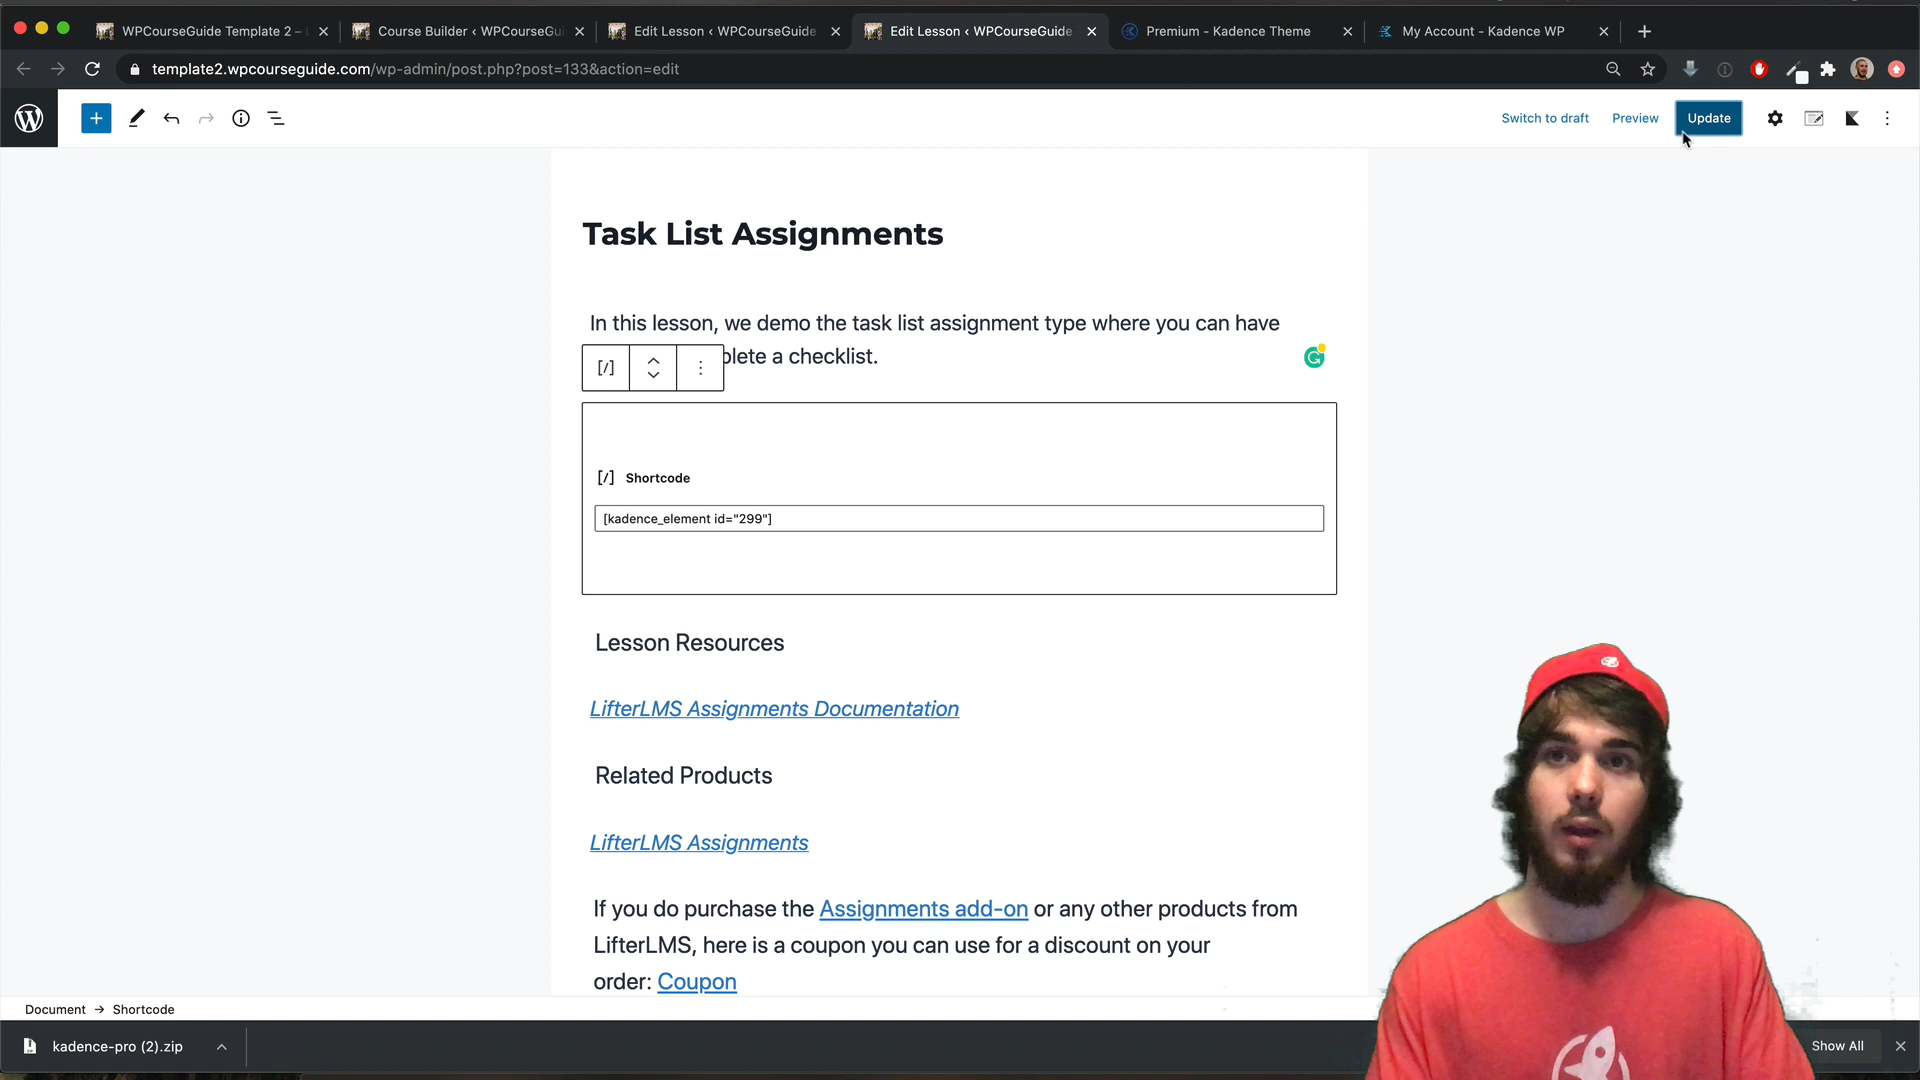 WPCourseGuide Template 2 –
Course Builder ‹ WPCourseGui
Edit Lesson ‹ WPCourseGuide
Edit Lesson ‹ WPCourseGuide
Premium - Kadence Theme
My Account - Kadence WP
template2.wpcourseguide.com/wp-admin/post.php?post=133&action=edit
Switch to draft
Preview
Update
Task List Assignments
In this lesson, we demo the task list assignment type where you can have
plete a checklist.
[/]
[/] Shortcode
[kadence_element id="299"]
Lesson Resources
LifterLMS Assignments Documentation
Related Products
LifterLMS Assignments
If you do purchase the Assignments add-on or any other products from
LifterLMS, here is a coupon you can use for a discount on your
order: Coupon
Document → Shortcode
kadence-pro (2).zip
Show All